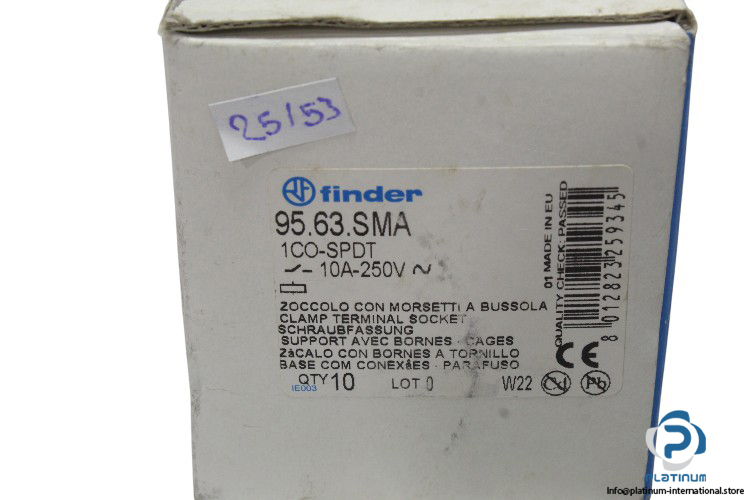 25/53
finder
95.63.SMA
1CO-SPDT
10A-250V ~
ZOCCOLO CON MORSETTI A BUSSOLA
CLAMP TERMINAL SOCKET
SCHRAUBFASSUNG
SUPPORT AVEC BORNES - CAGES
ZáCALO CON BORNES A TORNILLO
BASE COM CONEXÅES - PARAFUSO
QTY 10 LOT 0 W22
IE003
01 MADE IN EU
QUALITY CHECK: PASSED
8 012823 259345
CE
Pb
PLATINUM
Info@platinum-international.store